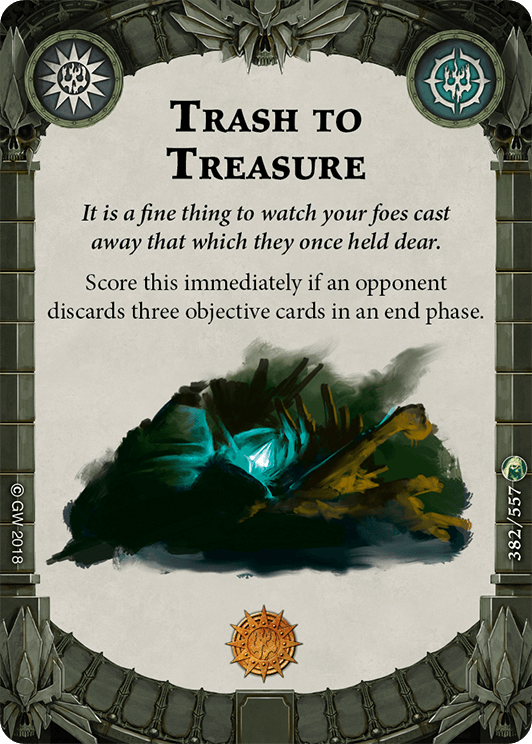 Trash to
Treasure
It is a fine thing to watch your foes cast
away that which they once held dear.
Score this immediately if an opponent
discards three objective cards in an end phase.
© GW 2018
382/557